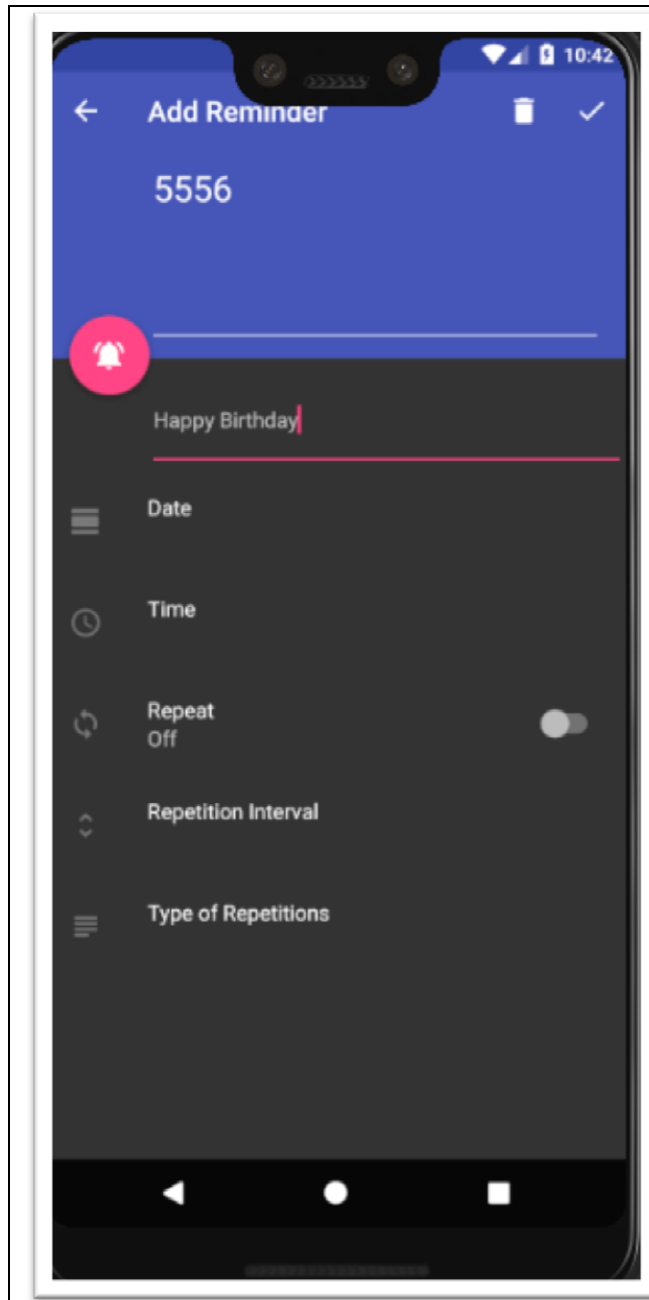 10:42
Add Reminder
5556
Happy Birthday
Date
Time
Repeat
Off
Repetition Interval
Type of Repetitions